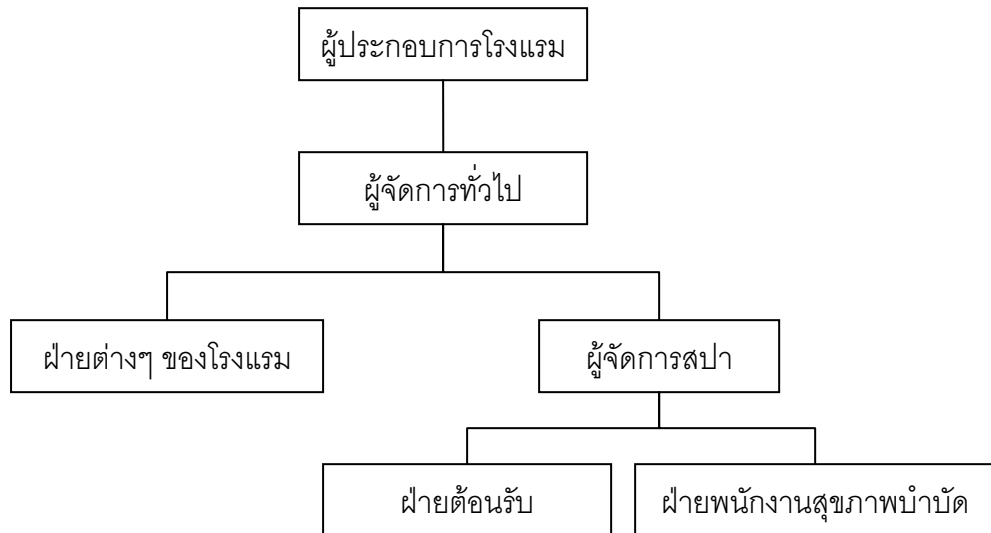 ผู้ประกอบการโรงแรม
ผู้จัดการทั่วไป
ฝ่ายต่างๆ ของโรงแรม
ผู้จัดการสปา
ฝ่ายต้อนรับ
ฝ่ายพนักงานสุขภาพบำบัด